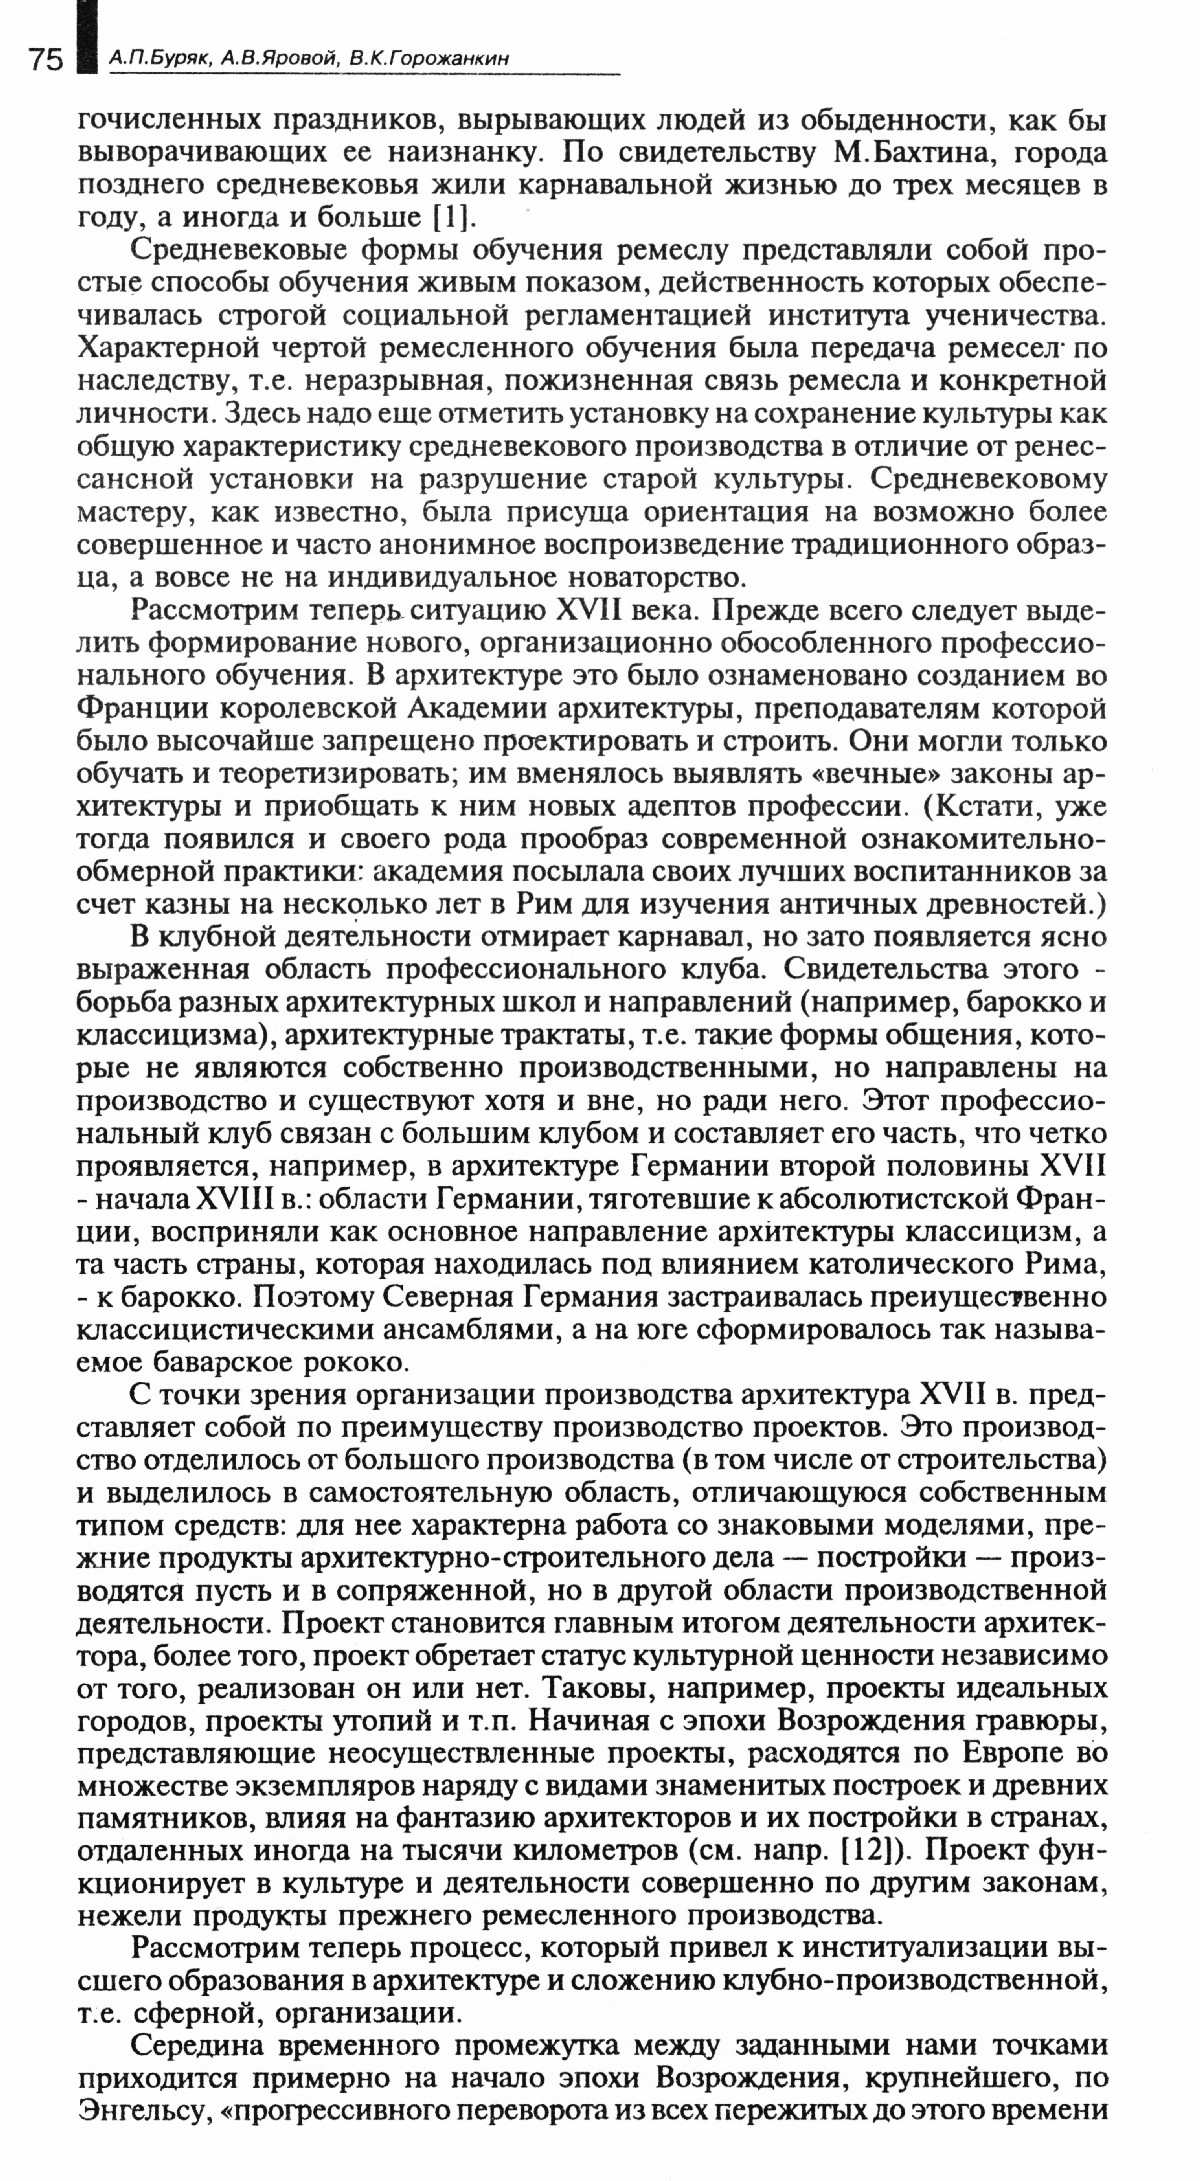 75
А.П.Буряк, А.В.Яровой, В.К.Горожанкин
гочисленных праздников, вырывающих людей из обыденности, как бы
выворачивающих ее наизнанку. По свидетельству М.Бахтина, города
позднего средневековья жили карнавальной жизнью до трех месяцев в
году, а иногда и больше [1].
Средневековые формы обучения ремеслу представляли собой про-
стые способы обучения живым показом, действенность которых обеспе-
чивалась строгой социальной регламентацией института ученичества.
Характерной чертой ремесленного обучения была передача ремесел по
наследству, т.е. неразрывная, пожизненная связь ремесла и конкретной
личности. Здесь надо еще отметить установку на сохранение культуры как
общую характеристику средневекового производства в отличие от ренес-
сансной установки на разрушение старой культуры. Средневековому
мастеру, как известно, была присуща ориентация на возможно более
совершенное и часто анонимное воспроизведение традиционного образ-
ца, а вовсе не на индивидуальное новаторство.
Рассмотрим теперь ситуацию XVII века. Прежде всего следует выде-
лить формирование нового, организационно обособленного профессио-
нального обучения. В архитектуре это было ознаменовано созданием во
Франции королевской Академии архитектуры, преподавателям которой
было высочайше запрещено проектировать и строить. Они могли только
обучать и теоретизировать; им вменялось выявлять «вечные» законы ар-
хитектуры и приобщать к ним новых адептов профессии. (Кстати, уже
тогда появился и своего рода прообраз современной ознакомительно-
обмерной практики: академия посылала своих лучших воспитанников за
счет казны на несколько лет в Рим для изучения античных древностей.)
В клубной деятельности отмирает карнавал, но зато появляется ясно
выраженная область профессионального клуба. Свидетельства этого -
борьба разных архитектурных школ и направлений (например, барокко и
классицизма), архитектурные трактаты, т.е. такие формы общения, кото-
рые не являются собственно производственными, но направлены на
производство и существуют хотя и вне, но ради него. Этот профессио-
нальный клуб связан с большим клубом и составляет его часть, что четко
проявляется, например, в архитектуре Германии второй половины XVII
- начала XVIII в.: области Германии, тяготевшие к абсолютистской Фран-
ции, восприняли как основное направление архитектуры классицизм, а
та часть страны, которая находилась под влиянием католического Рима,
- к барокко. Поэтому Северная Германия застраивалась преиущественно
классицистическими ансамблями, а на юге сформировалось так называ-
емое баварское рококо.
С точки зрения организации производства архитектура XVII в. пред-
ставляет собой по преимуществу производство проектов. Это производ-
ство отделилось от большого производства (в том числе от строительства)
и выделилось в самостоятельную область, отличающуюся собственным
типом средств: для нее характерна работа со знаковыми моделями, пре-
жние продукты архитектурно-строительного дела — постройки — произ-
водятся пусть и в сопряженной, но в другой области производственной
деятельности. Проект становится главным итогом деятельности архитек-
тора, более того, проект обретает статус культурной ценности независимо
от того, реализован он или нет. Таковы, например, проекты идеальных
городов, проекты утопий и т.п. Начиная с эпохи Возрождения гравюры,
представляющие неосуществленные проекты, расходятся по Европе во
множестве экземпляров наряду с видами знаменитых построек и древних
памятников, влияя на фантазию архитекторов и их постройки в странах,
отдаленных иногда на тысячи километров (см. напр. [12]). Проект фун-
кционирует в культуре и деятельности совершенно по другим законам,
нежели продукты прежнего ремесленного производства.
Рассмотрим теперь процесс, который привел к институализации вы-
сшего образования в архитектуре и сложению клубно-производственной,
т.е. сферной, организации.
Середина временного промежутка между заданными нами точками
приходится примерно на начало эпохи Возрождения, крупнейшего, по
Энгельсу, «прогрессивного переворота из всех пережитых до этого времени